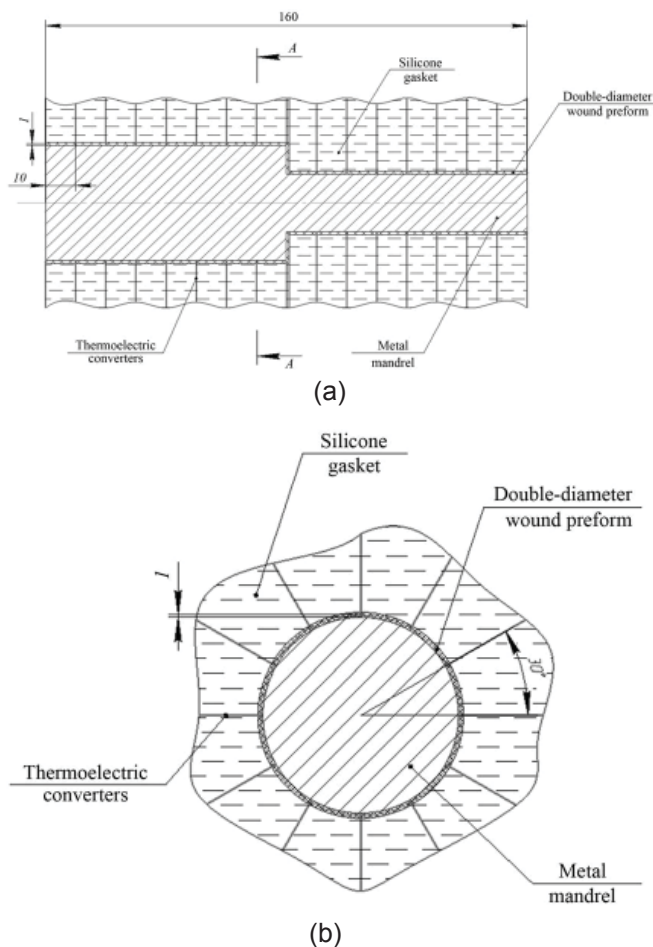 160
A
Silicone
gasket
Double-diameter
wound preform
1
10
Thermoelectric
converters
A
Metal
mandrel
(a)
Silicone
gasket
Double-diameter
wound preform
1
30°
Thermoelectric
converters
Metal
mandrel
(b)